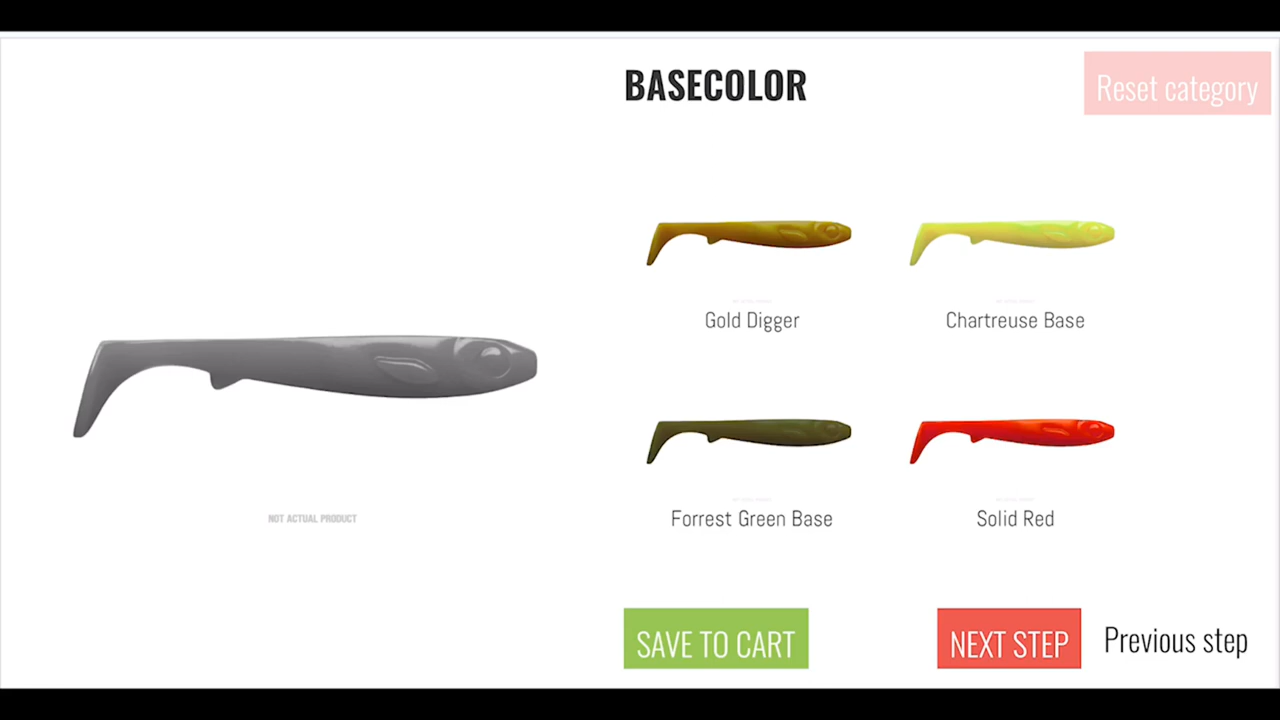 BASECOLOR
Reset category
Gold Digger
Chartreuse Base
NOT ACTUAL PRODUCT
Forrest Green Base
Solid Red
SAVE TO CART
NEXT STEP
Previous step